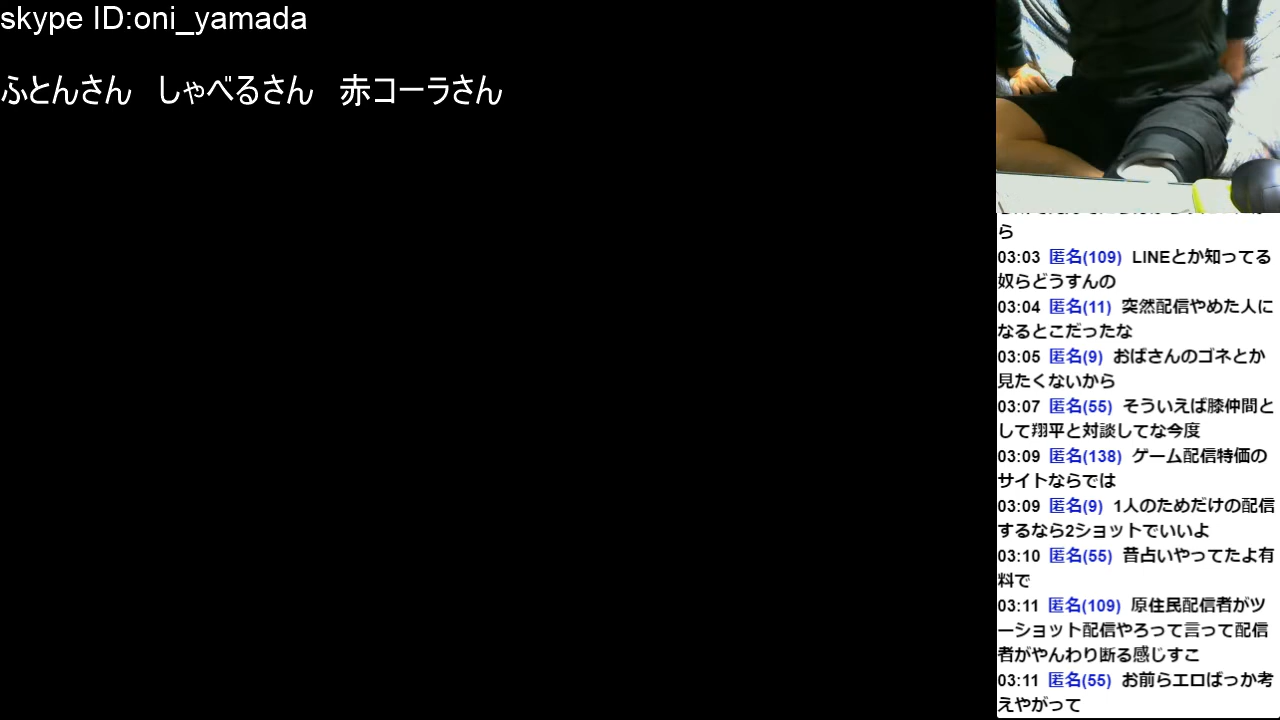 skype ID:oni_yamada
ふとんさん　しゃべるさん　赤コーラさん
ら
03:03 匿名(109) LINEとか知ってる
奴らどうすんの
03:04 匿名(11) 突然配信やめた人に
なるとこだったな
03:05 匿名(9) おばさんのゴネとか
見たくないから
03:07 匿名(55) そういえば膝仲間と
して翔平と対談してな今度
03:09 匿名(138) ゲーム配信特価の
サイトならでは
03:09 匿名(9) 1人のためだけの配信
するなら2ショットでいいよ
03:10 匿名(55) 昔占いやってたよ有
料で
03:11 匿名(109) 原住民配信者がツ
ーショット配信やろって言って配信
者がやんわり断る感じすこ
03:11 匿名(55) お前らエロばっか考
えやがって